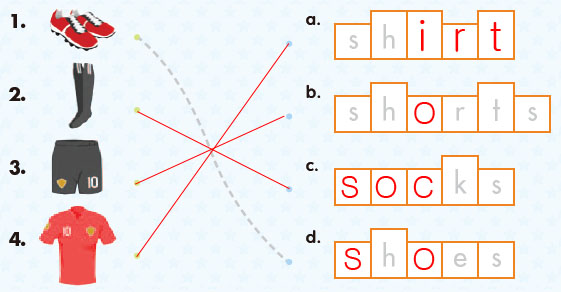 1.
2.
3.
10
4.
10
a. shirt
b. shorts
c. socks
d. shoes